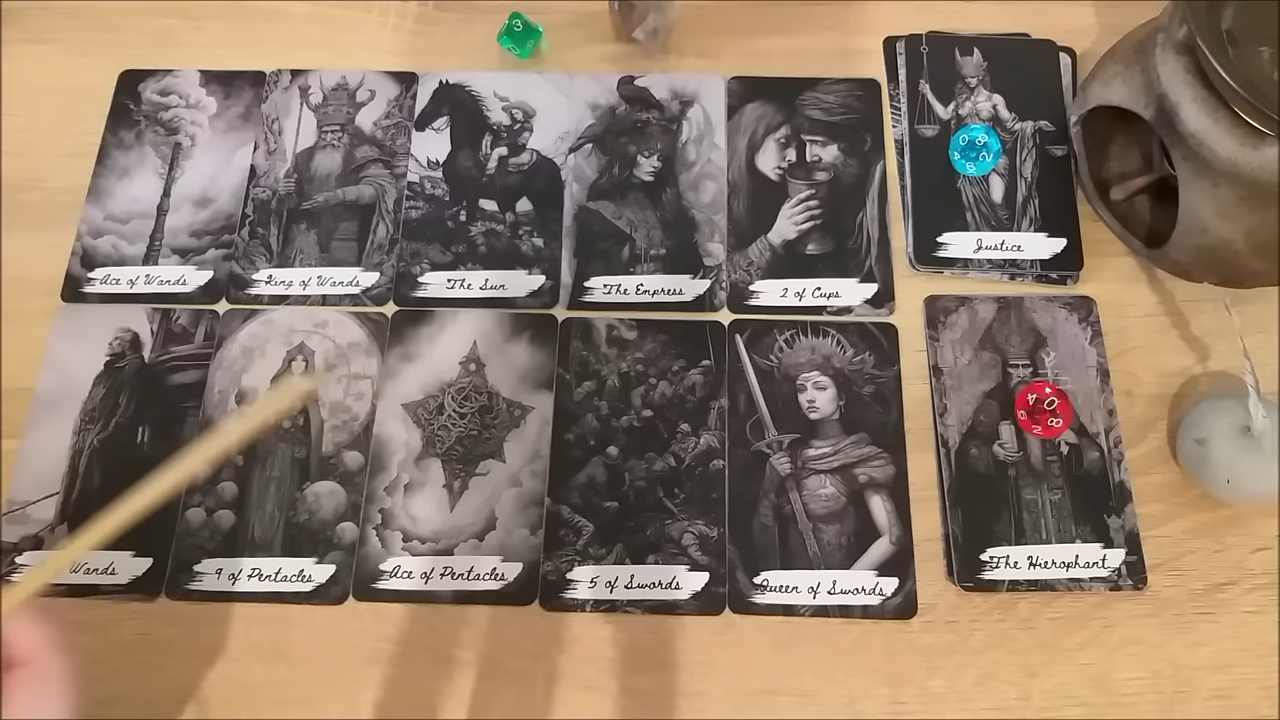 Ace of Wands
King of Wands
The Sun
The Empress
2 of Cups
Justice
Wands
9 of Pentacles
Ace of Pentacles
5 of Swords
Queen of Swords
The Hierophant
3